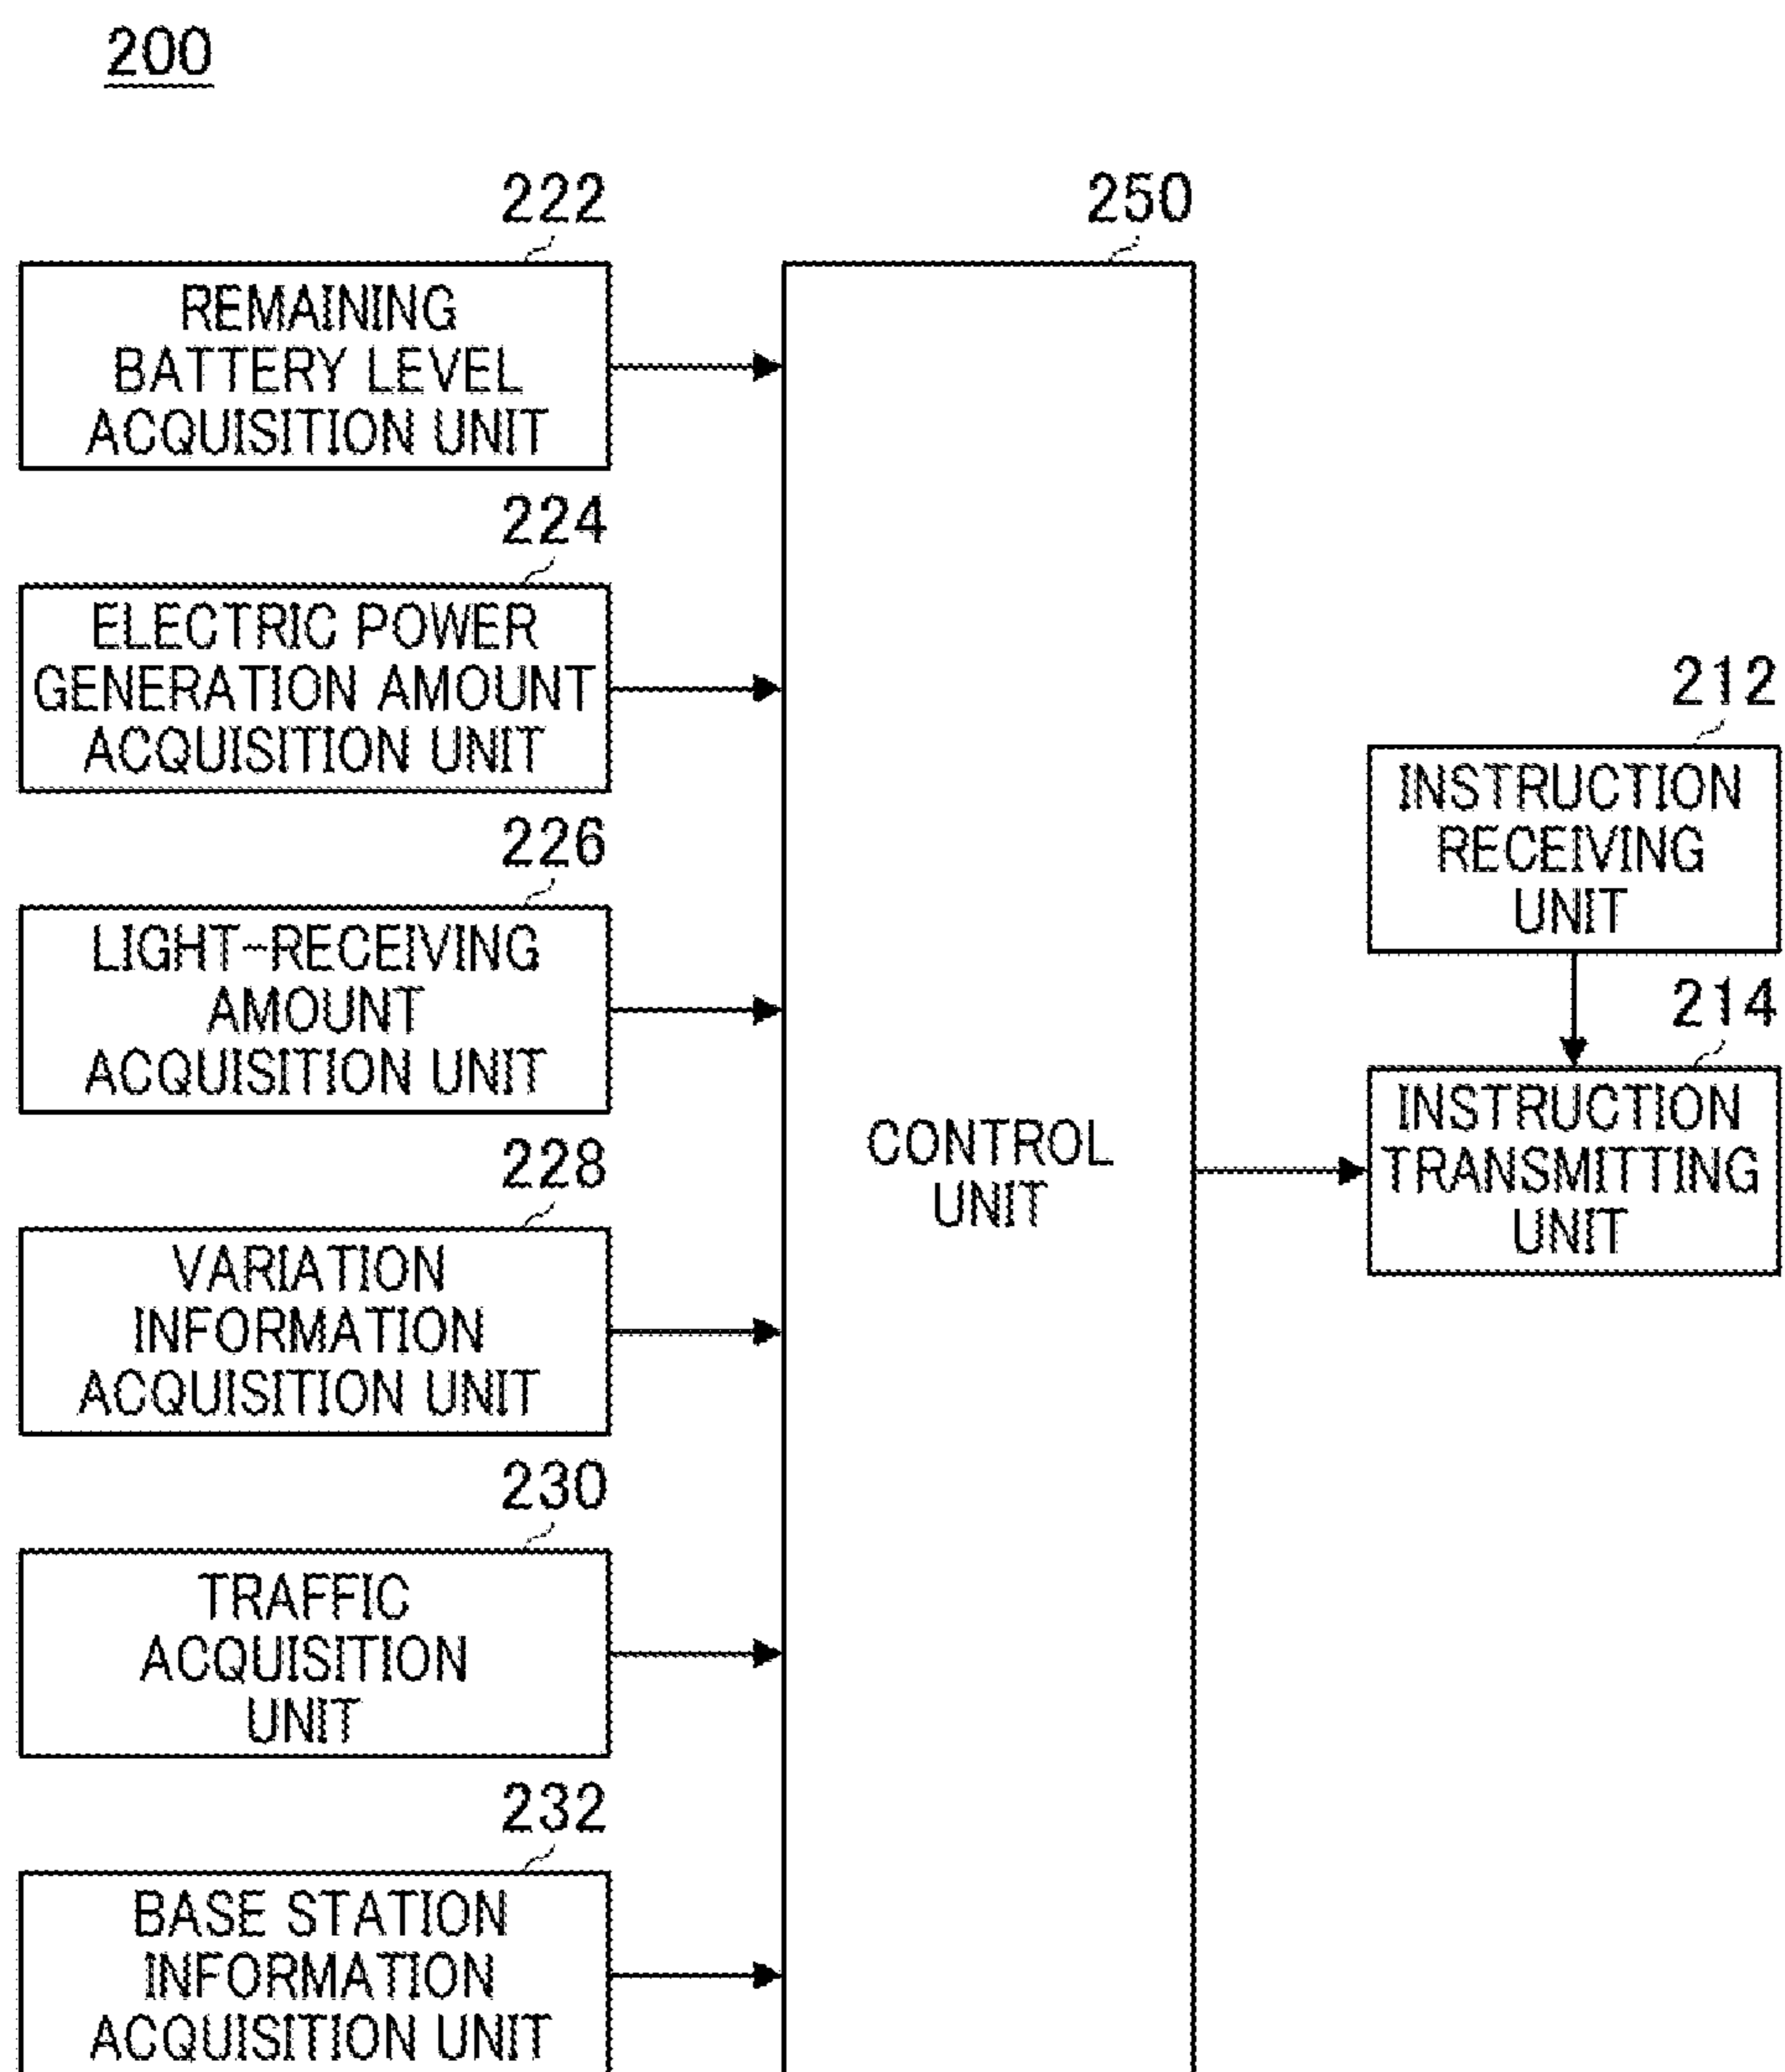 200
222
REMAINING
BATTERY LEVEL
ACQUISITION UNIT
224
ELECTRIC POWER
GENERATION AMOUNT
ACQUISITION UNIT
226
LIGHT-RECEIVING
AMOUNT
ACQUISITION UNIT
228
VARIATION
INFORMATION
ACQUISITION UNIT
230
TRAFFIC
ACQUISITION
UNIT
232
BASE STATION
INFORMATION
ACQUISITION UNIT
250
CONTROL
UNIT
212
INSTRUCTION
RECEIVING
UNIT
214
INSTRUCTION
TRANSMITTING
UNIT